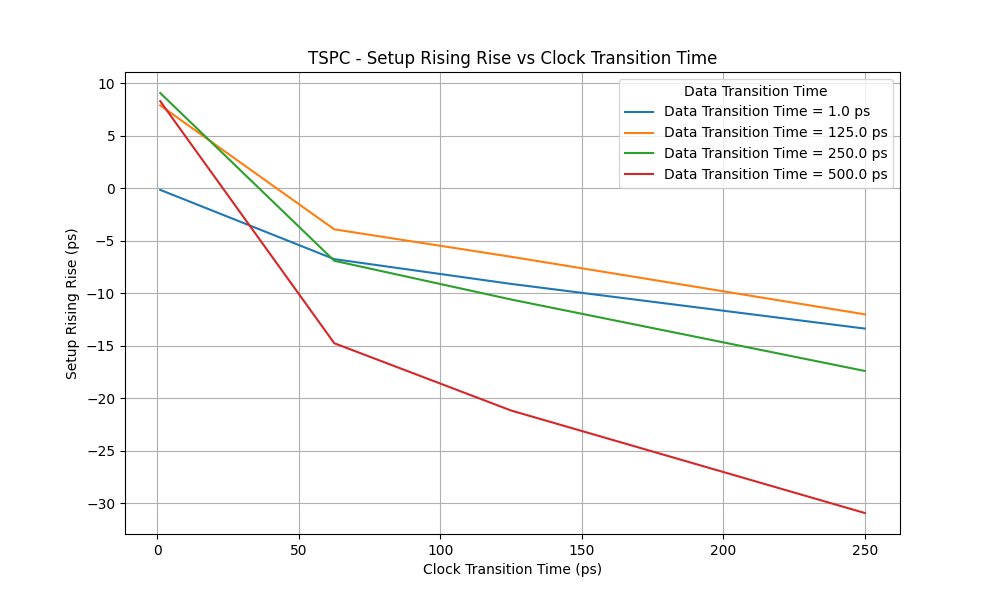 TSPC - Setup Rising Rise vs Clock Transition Time
Data Transition Time
Data Transition Time = 1.0 ps
Data Transition Time = 125.0 ps
Data Transition Time = 250.0 ps
Data Transition Time = 500.0 ps
Setup Rising Rise (ps)
10
5
0
−5
−10
−15
−20
−25
−30
0
50
100
150
200
250
Clock Transition Time (ps)